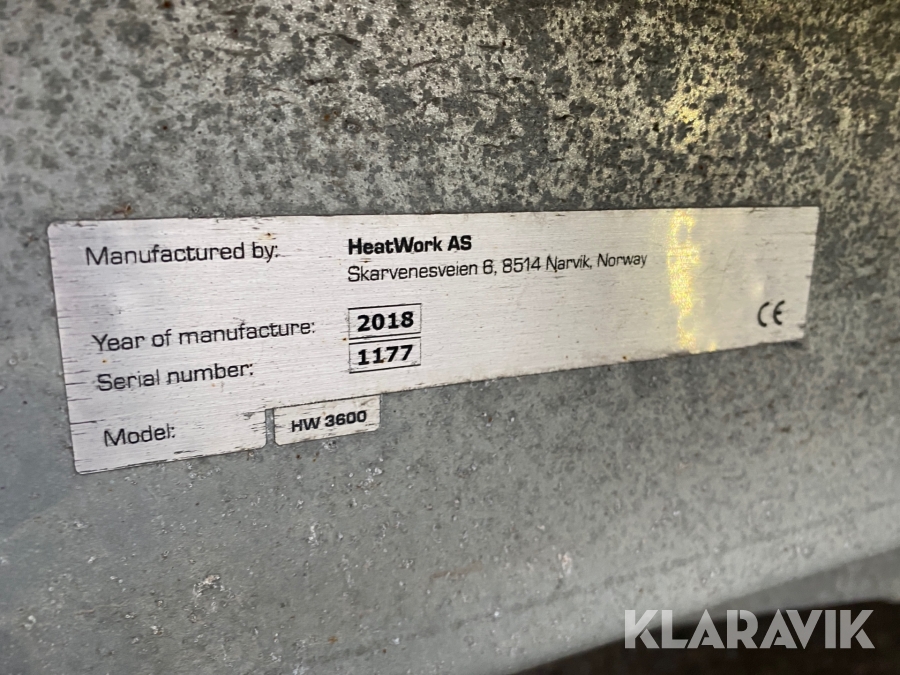 Manufactured by: HeatWork AS
Skarvenesveien 6, 8514 Narvik, Norway
Year of manufacture: 2018
Serial number: 1177
CE
Model: HW 3600
KLARAVIK